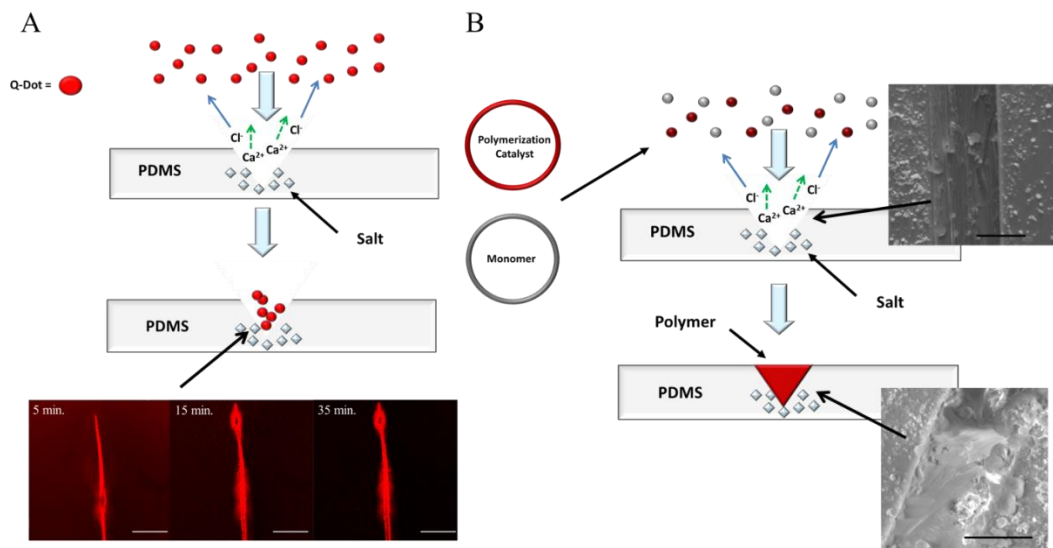 A
Q-Dot =
Cl⁻
Cl⁻
Ca²⁺
Ca²⁺
PDMS
Salt
PDMS
5 min.
15 min.
35 min.
B
Polymerization
Catalyst
Monomer
Cl⁻
Cl⁻
Ca²⁺
Ca²⁺
PDMS
Salt
Polymer
PDMS